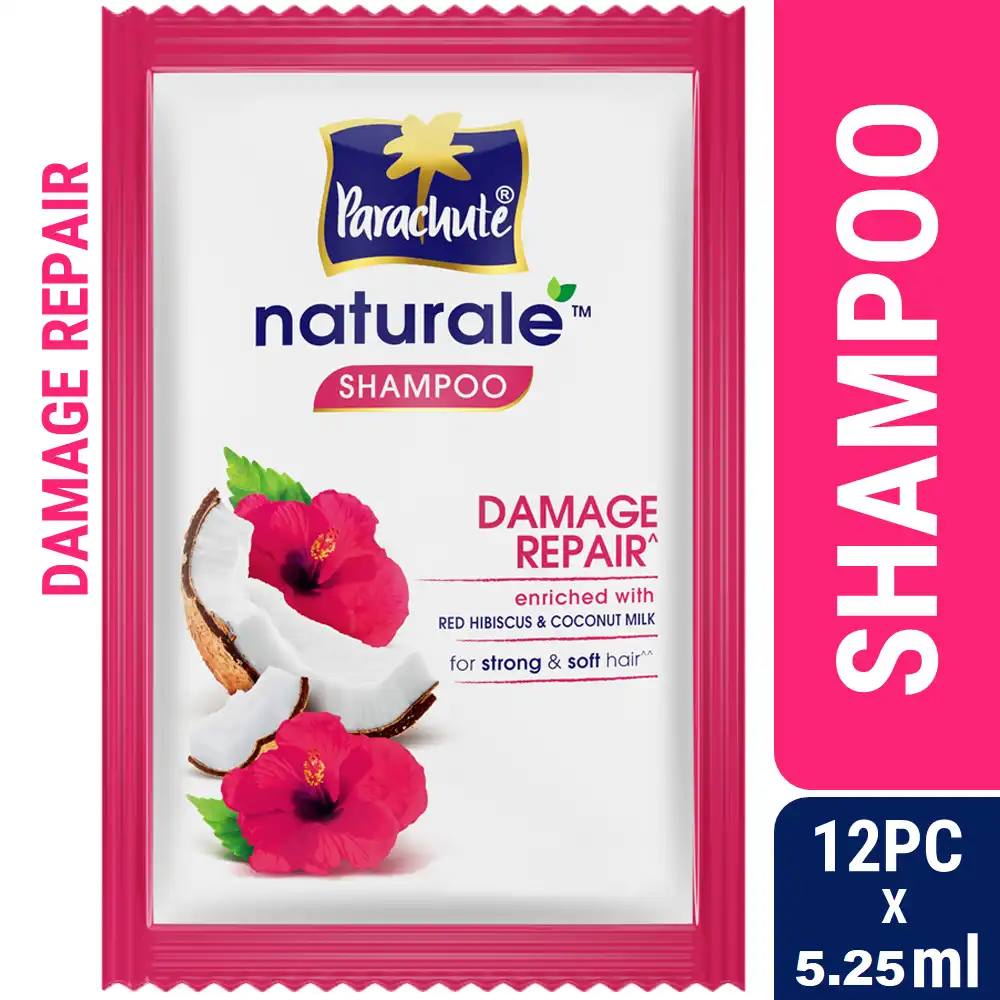 DAMAGE REPAIR
Parachute®
naturale™
SHAMPOO
DAMAGE
REPAIR^
enriched with
RED HIBISCUS & COCONUT MILK
for strong & soft hair^^
SHAMPOO
12PC
X
5.25ml